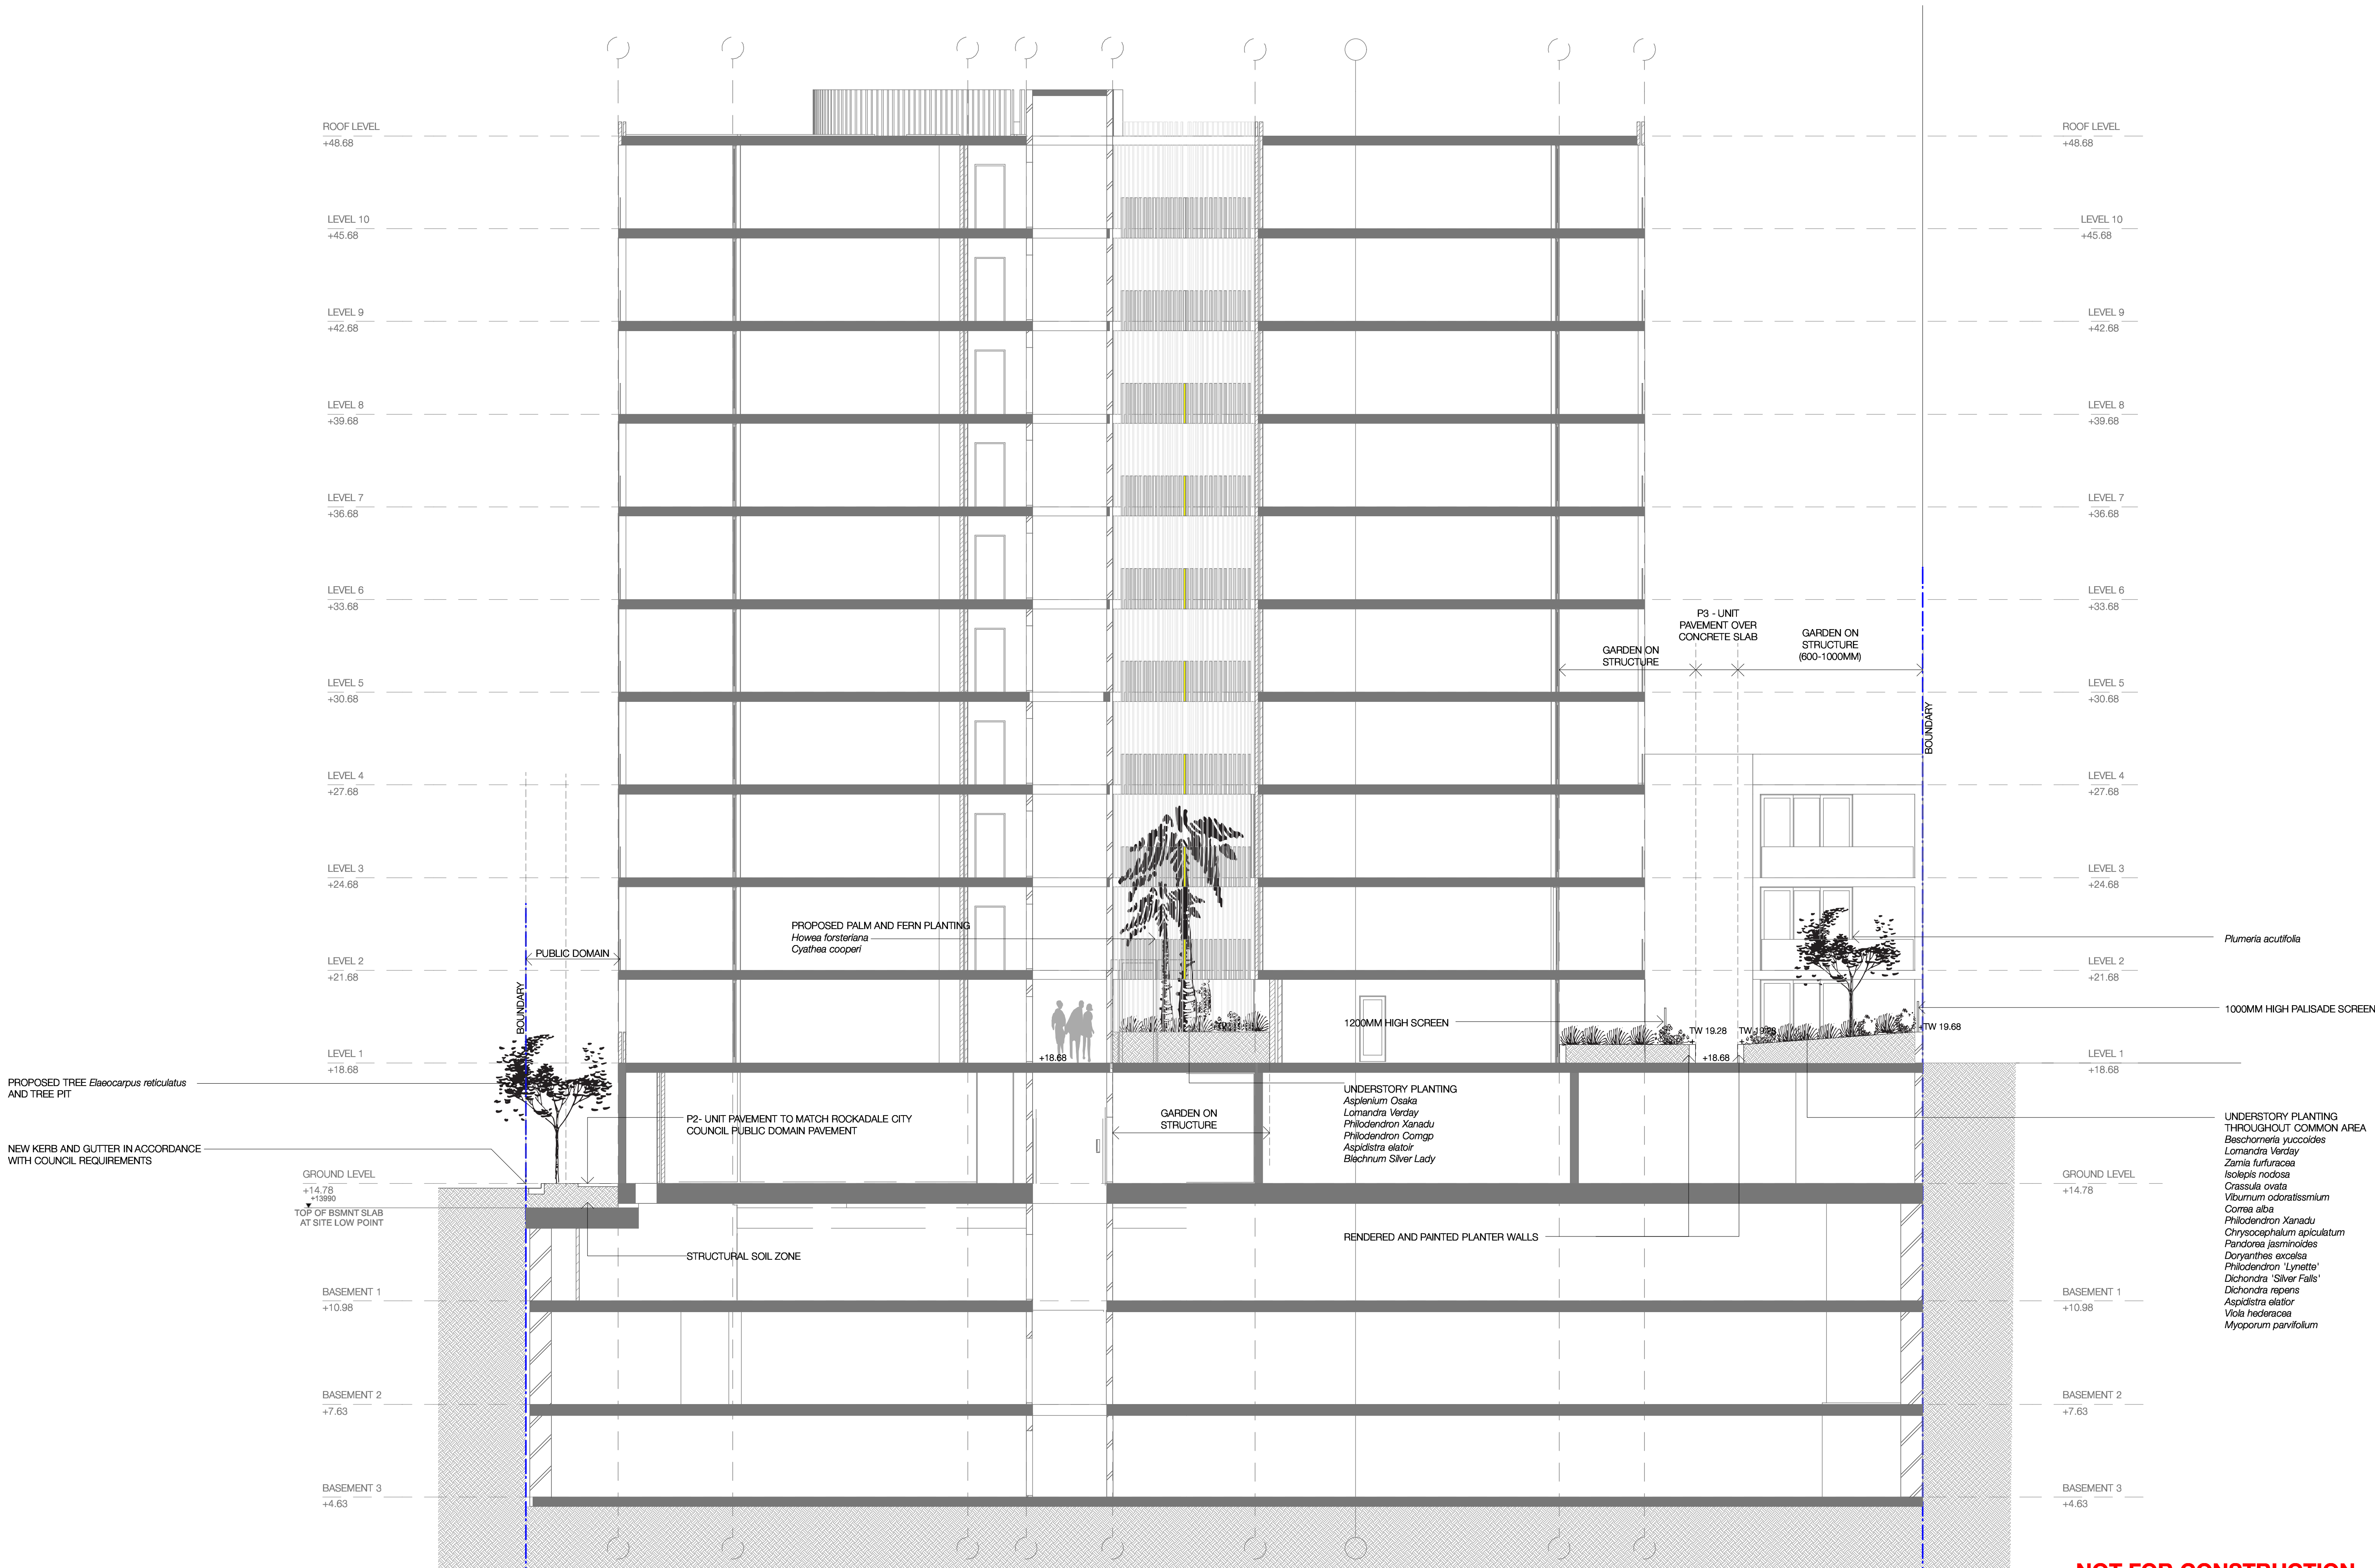 ROOF LEVEL
+48.68
LEVEL 10
+45.68
LEVEL 9
+42.68
LEVEL 8
+39.68
LEVEL 7
+36.68
LEVEL 6
+33.68
LEVEL 5
+30.68
LEVEL 4
+27.68
LEVEL 3
+24.68
LEVEL 2
+21.68
LEVEL 1
+18.68
GROUND LEVEL
+14.78
+13990
TOP OF BSMNT SLAB
AT SITE LOW POINT
BASEMENT 1
+10.98
BASEMENT 2
+7.63
BASEMENT 3
+4.63
PROPOSED TREE Elaeocarpus reticulatus
AND TREE PIT
NEW KERB AND GUTTER IN ACCORDANCE
WITH COUNCIL REQUIREMENTS
BOUNDARY
PUBLIC DOMAIN
PROPOSED PALM AND FERN PLANTING
Howea forsteriana
Cyathea cooperi
P2- UNIT PAVEMENT TO MATCH ROCKADALE CITY
COUNCIL PUBLIC DOMAIN PAVEMENT
STRUCTURAL SOIL ZONE
+18.68
GARDEN ON
STRUCTURE
1200MM HIGH SCREEN
UNDERSTORY PLANTING
Asplenium Osaka
Lomandra Verday
Philodendron Xanadu
Philodendron Comgp
Aspidistra elatoir
Blechnum Silver Lady
RENDERED AND PAINTED PLANTER WALLS
GARDEN ON
STRUCTURE
P3 - UNIT
PAVEMENT OVER
CONCRETE SLAB
GARDEN ON
STRUCTURE
(600-1000MM)
TW 19.28
TW 19.28
+18.68
+TW 19.68
BOUNDARY
ROOF LEVEL
+48.68
LEVEL 10
+45.68
LEVEL 9
+42.68
LEVEL 8
+39.68
LEVEL 7
+36.68
LEVEL 6
+33.68
LEVEL 5
+30.68
LEVEL 4
+27.68
LEVEL 3
+24.68
LEVEL 2
+21.68
LEVEL 1
+18.68
GROUND LEVEL
+14.78
BASEMENT 1
+10.98
BASEMENT 2
+7.63
BASEMENT 3
+4.63
Plumeria acutifolia
1000MM HIGH PALISADE SCREEN
UNDERSTORY PLANTING
THROUGHOUT COMMON AREA
Beschorneria yuccoides
Lomandra Verday
Zamia furfuracea
Isolepis nodosa
Crassula ovata
Viburnum odoratissmium
Correa alba
Philodendron Xanadu
Chrysocephalum apiculatum
Pandorea jasminoides
Doryanthes excelsa
Philodendron 'Lynette'
Dichondra 'Silver Falls'
Dichondra repens
Aspidistra elatior
Viola hederacea
Myoporum parvifolium
NOT FOR CONSTRUCTION